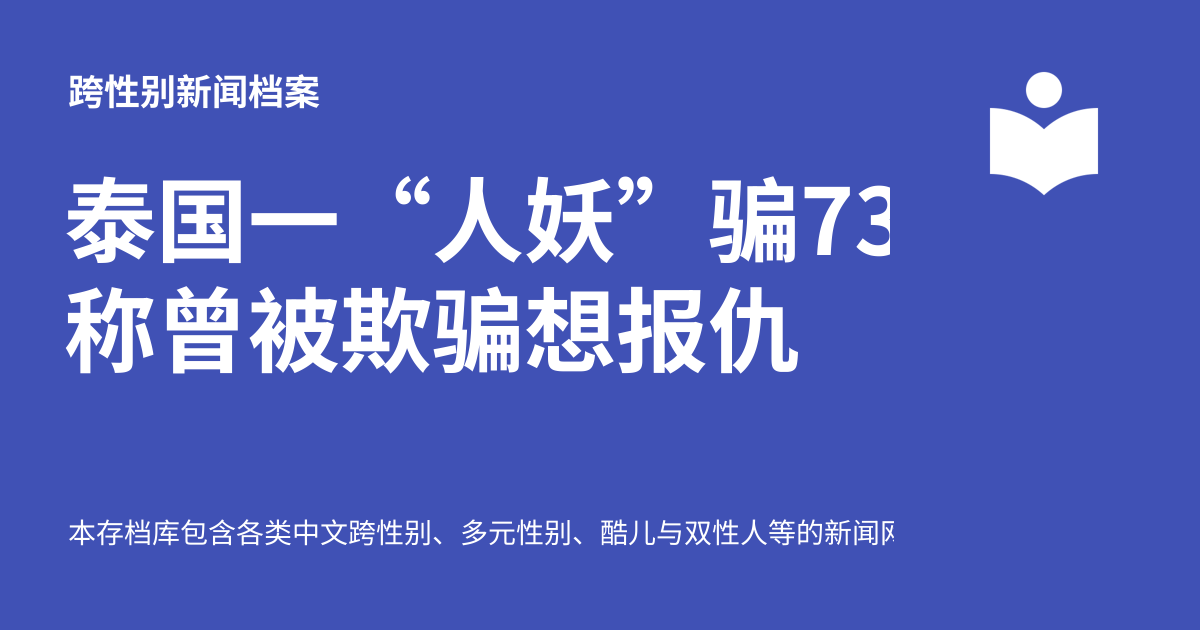 跨性别新闻档案
泰国一“人妖”骗73
称曾被欺骗想报仇
本存档库包含各类中文跨性别、多元性别、酷儿与双性人等的新闻网